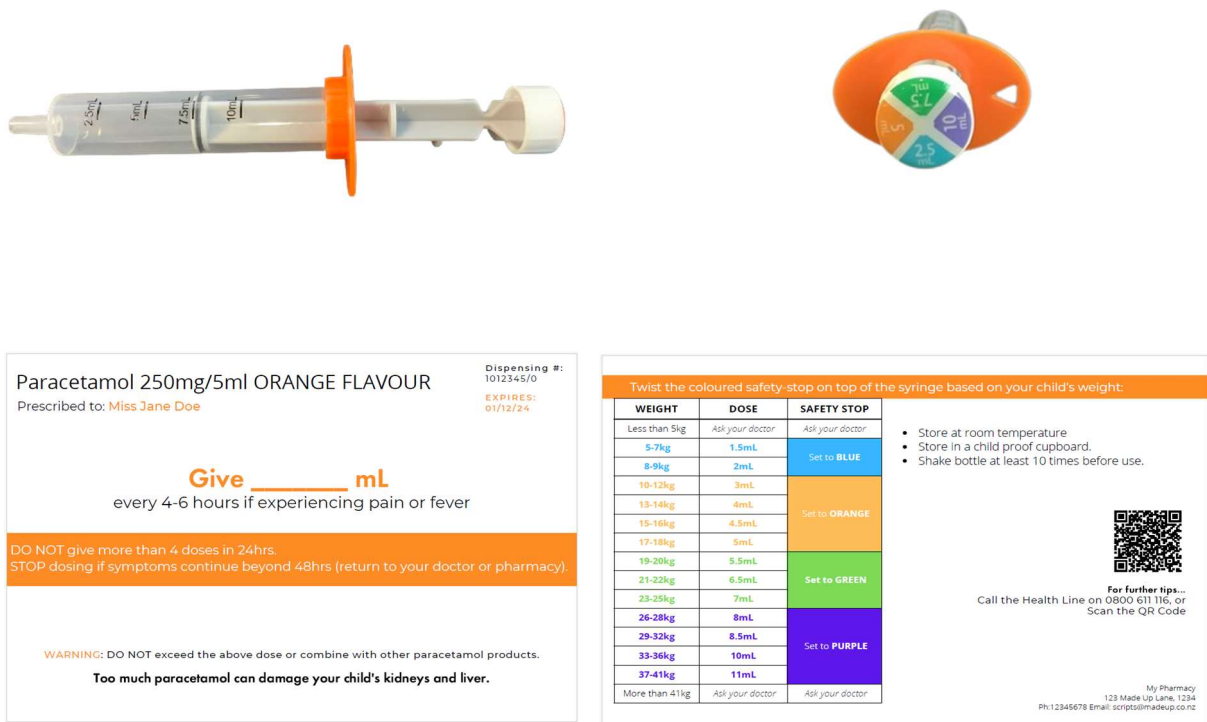 2.5mL
5mL
7.5mL
10mL
7.5
mL
10
mL
5
mL
2.5
mL
Paracetamol 250mg/5ml ORANGE FLAVOUR
Prescribed to: Miss Jane Doe
Dispensing #:
1012345/0
EXPIRES:
01/12/24
Give ______ mL
every 4-6 hours if experiencing pain or fever
DO NOT give more than 4 doses in 24hrs.
STOP dosing if symptoms continue beyond 48hrs (return to your doctor or pharmacy).
WARNING: DO NOT exceed the above dose or combine with other paracetamol products.
Too much paracetamol can damage your child's kidneys and liver.
Twist the coloured safety-stop on top of the syringe based on your child's weight:
WEIGHT DOSE SAFETY STOP
Less than 5kg Ask your doctor Ask your doctor
5-7kg 1.5mL
Set to BLUE
8-9kg 2mL
10-12kg 3mL
13-14kg 4mL
Set to ORANGE
15-16kg 4.5mL
17-18kg 5mL
19-20kg 5.5mL
21-22kg 6.5mL Set to GREEN
23-25kg 7mL
26-28kg 8mL
29-32kg 8.5mL
Set to PURPLE
33-36kg 10mL
37-41kg 11mL
More than 41kg Ask your doctor Ask your doctor
• Store at room temperature
• Store in a child proof cupboard.
• Shake bottle at least 10 times before use.
For further tips...
Call the Health Line on 0800 611 116, or
Scan the QR Code
My Pharmacy
123 Made Up Lane, 1234
Ph:12345678 Email: scripts@madeup.co.nz